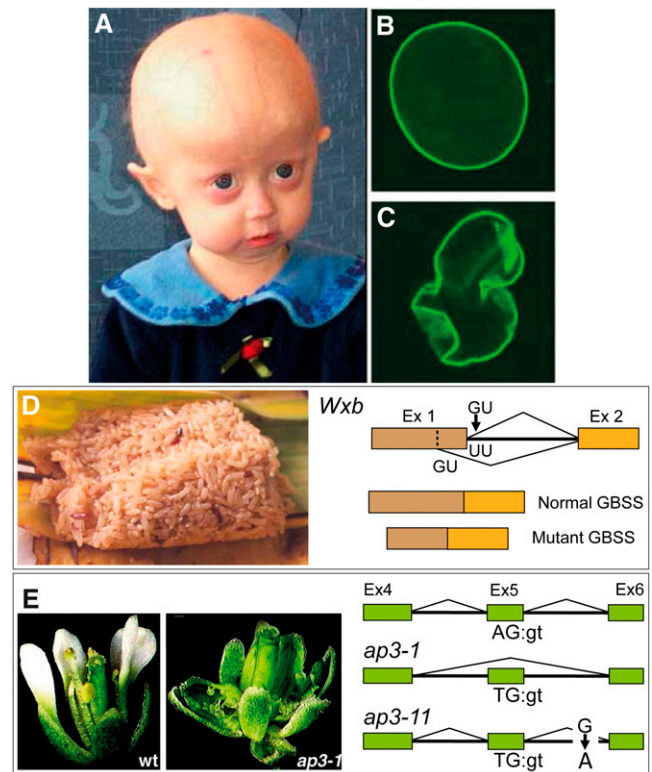 A
B
C
D
Wxb
Ex 1
GU
Ex 2
UU
GU
Normal GBSS
Mutant GBSS
E
wt
ap3-1
Ex4
Ex5
Ex6
AG:gt
ap3-1
TG:gt
ap3-11
G
TG:gt
A